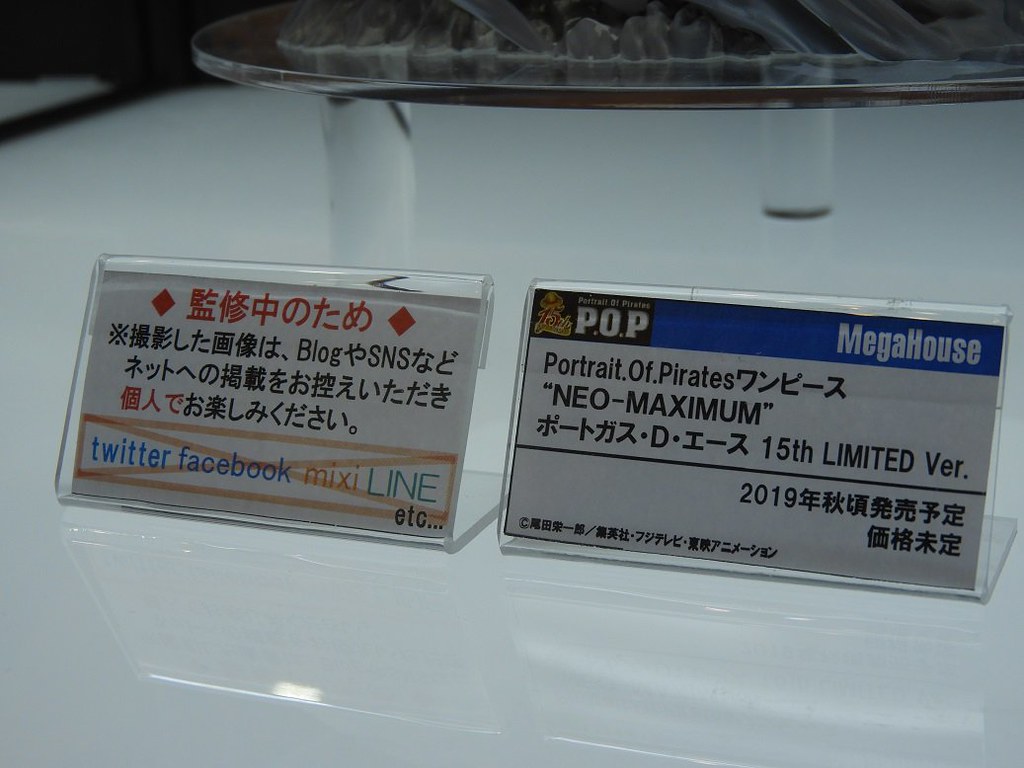 ◆ 監修中のため ◆
※撮影した画像は、BlogやSNSなど
ネットへの掲載をお控えいただき
個人でお楽しみください。
twitter facebook mixi LINE
etc...
Portrait Of Pirates
P.O.P
MegaHouse
Portrait.Of.Piratesワンピース
“NEO-MAXIMUM”
ポートガス・D・エース 15th LIMITED Ver.
2019年秋頃発売予定
価格未定
©尾田栄一郎／集英社・フジテレビ・東映アニメーション